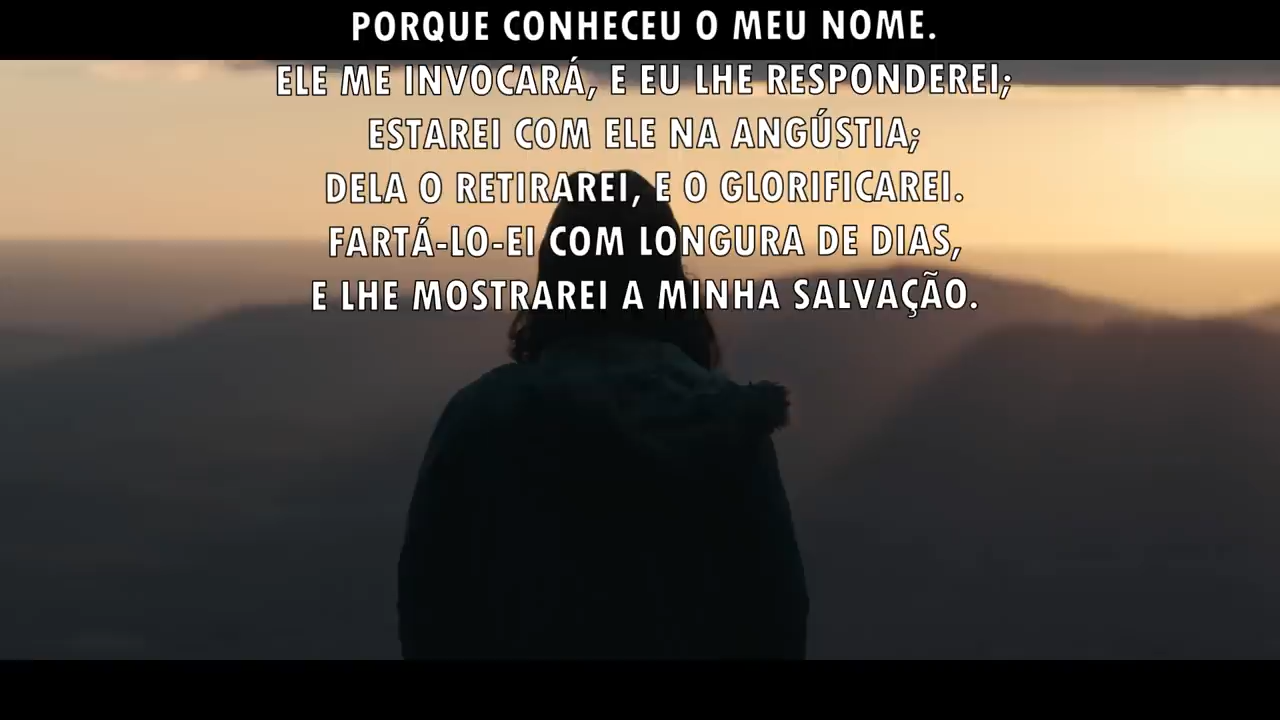 PORQUE CONHECEU O MEU NOME.
ELE ME INVOCARÁ, E EU LHE RESPONDEREI;
ESTAREI COM ELE NA ANGÚSTIA;
DELA O RETIRAREI, E O GLORIFICAREI.
FARTÁ-LO-EI COM LONGURA DE DIAS,
E LHE MOSTRAREI A MINHA SALVAÇÃO.